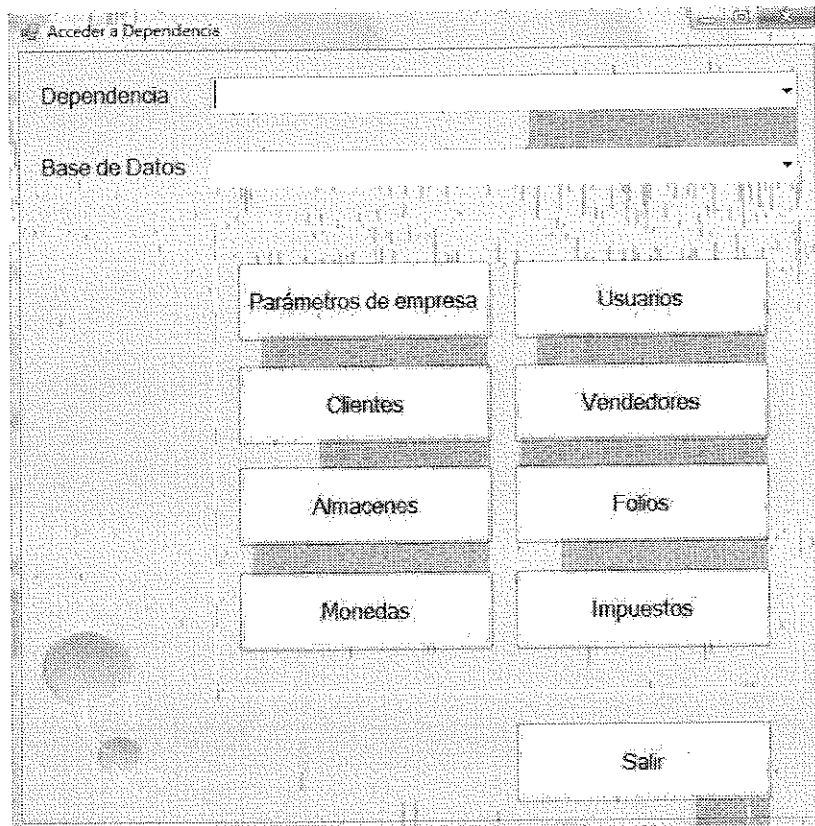 Acceder a Dependencia
Dependencia
Base de Datos
Parámetros de empresa Usuarios
Clientes Vendedores
Almacenes Folios
Monedas Impuestos
Salir